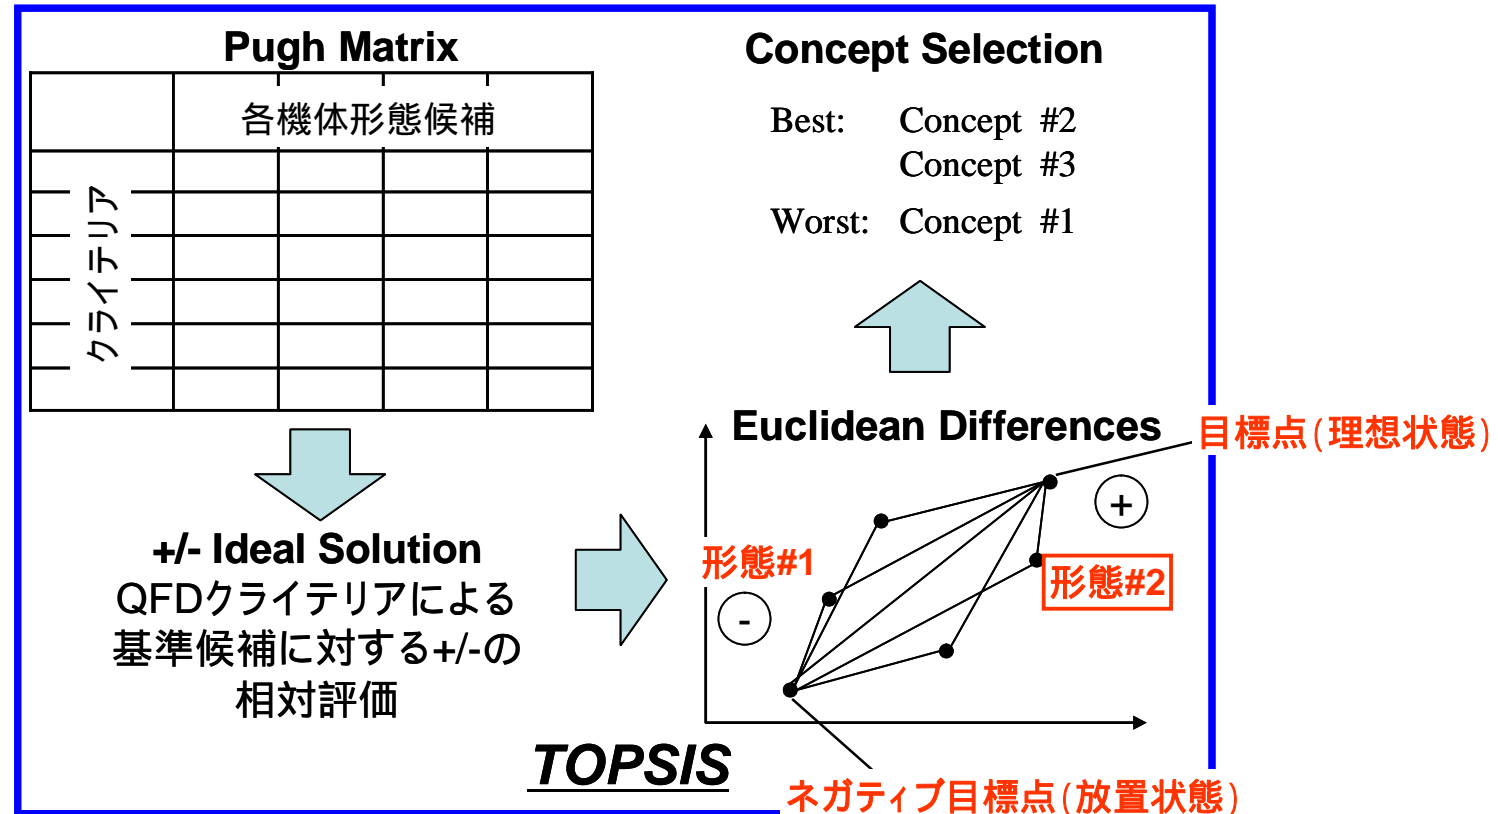 Pugh Matrix
各機体形態候補
クライテリア
+/- Ideal Solution
QFDクライテリアによる
基準候補に対する+/-の
相対評価
Concept Selection
Best: Concept #2
Concept #3
Worst: Concept #1
Euclidean Differences
目標点(理想状態)
+
形態#1
形態#2
-
ネガティブ目標点(放置状態)
TOPSIS